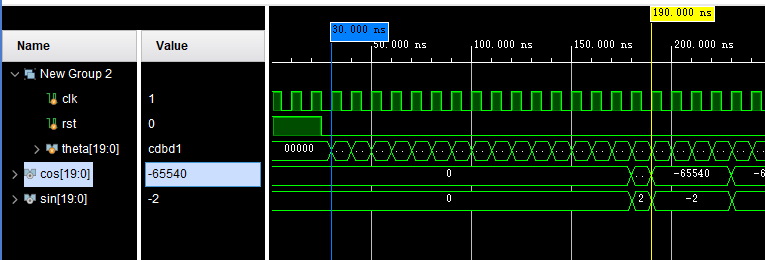 190.000 ns
30.000 ns
Name Value
50.000 ns 100.000 ns 150.000 ns 200.000 ns
New Group 2
clk 1
rst 0
theta[19:0] cdbd1 00000
cos[19:0] -65540 0 -65540 -6
sin[19:0] -2 0 2 -2